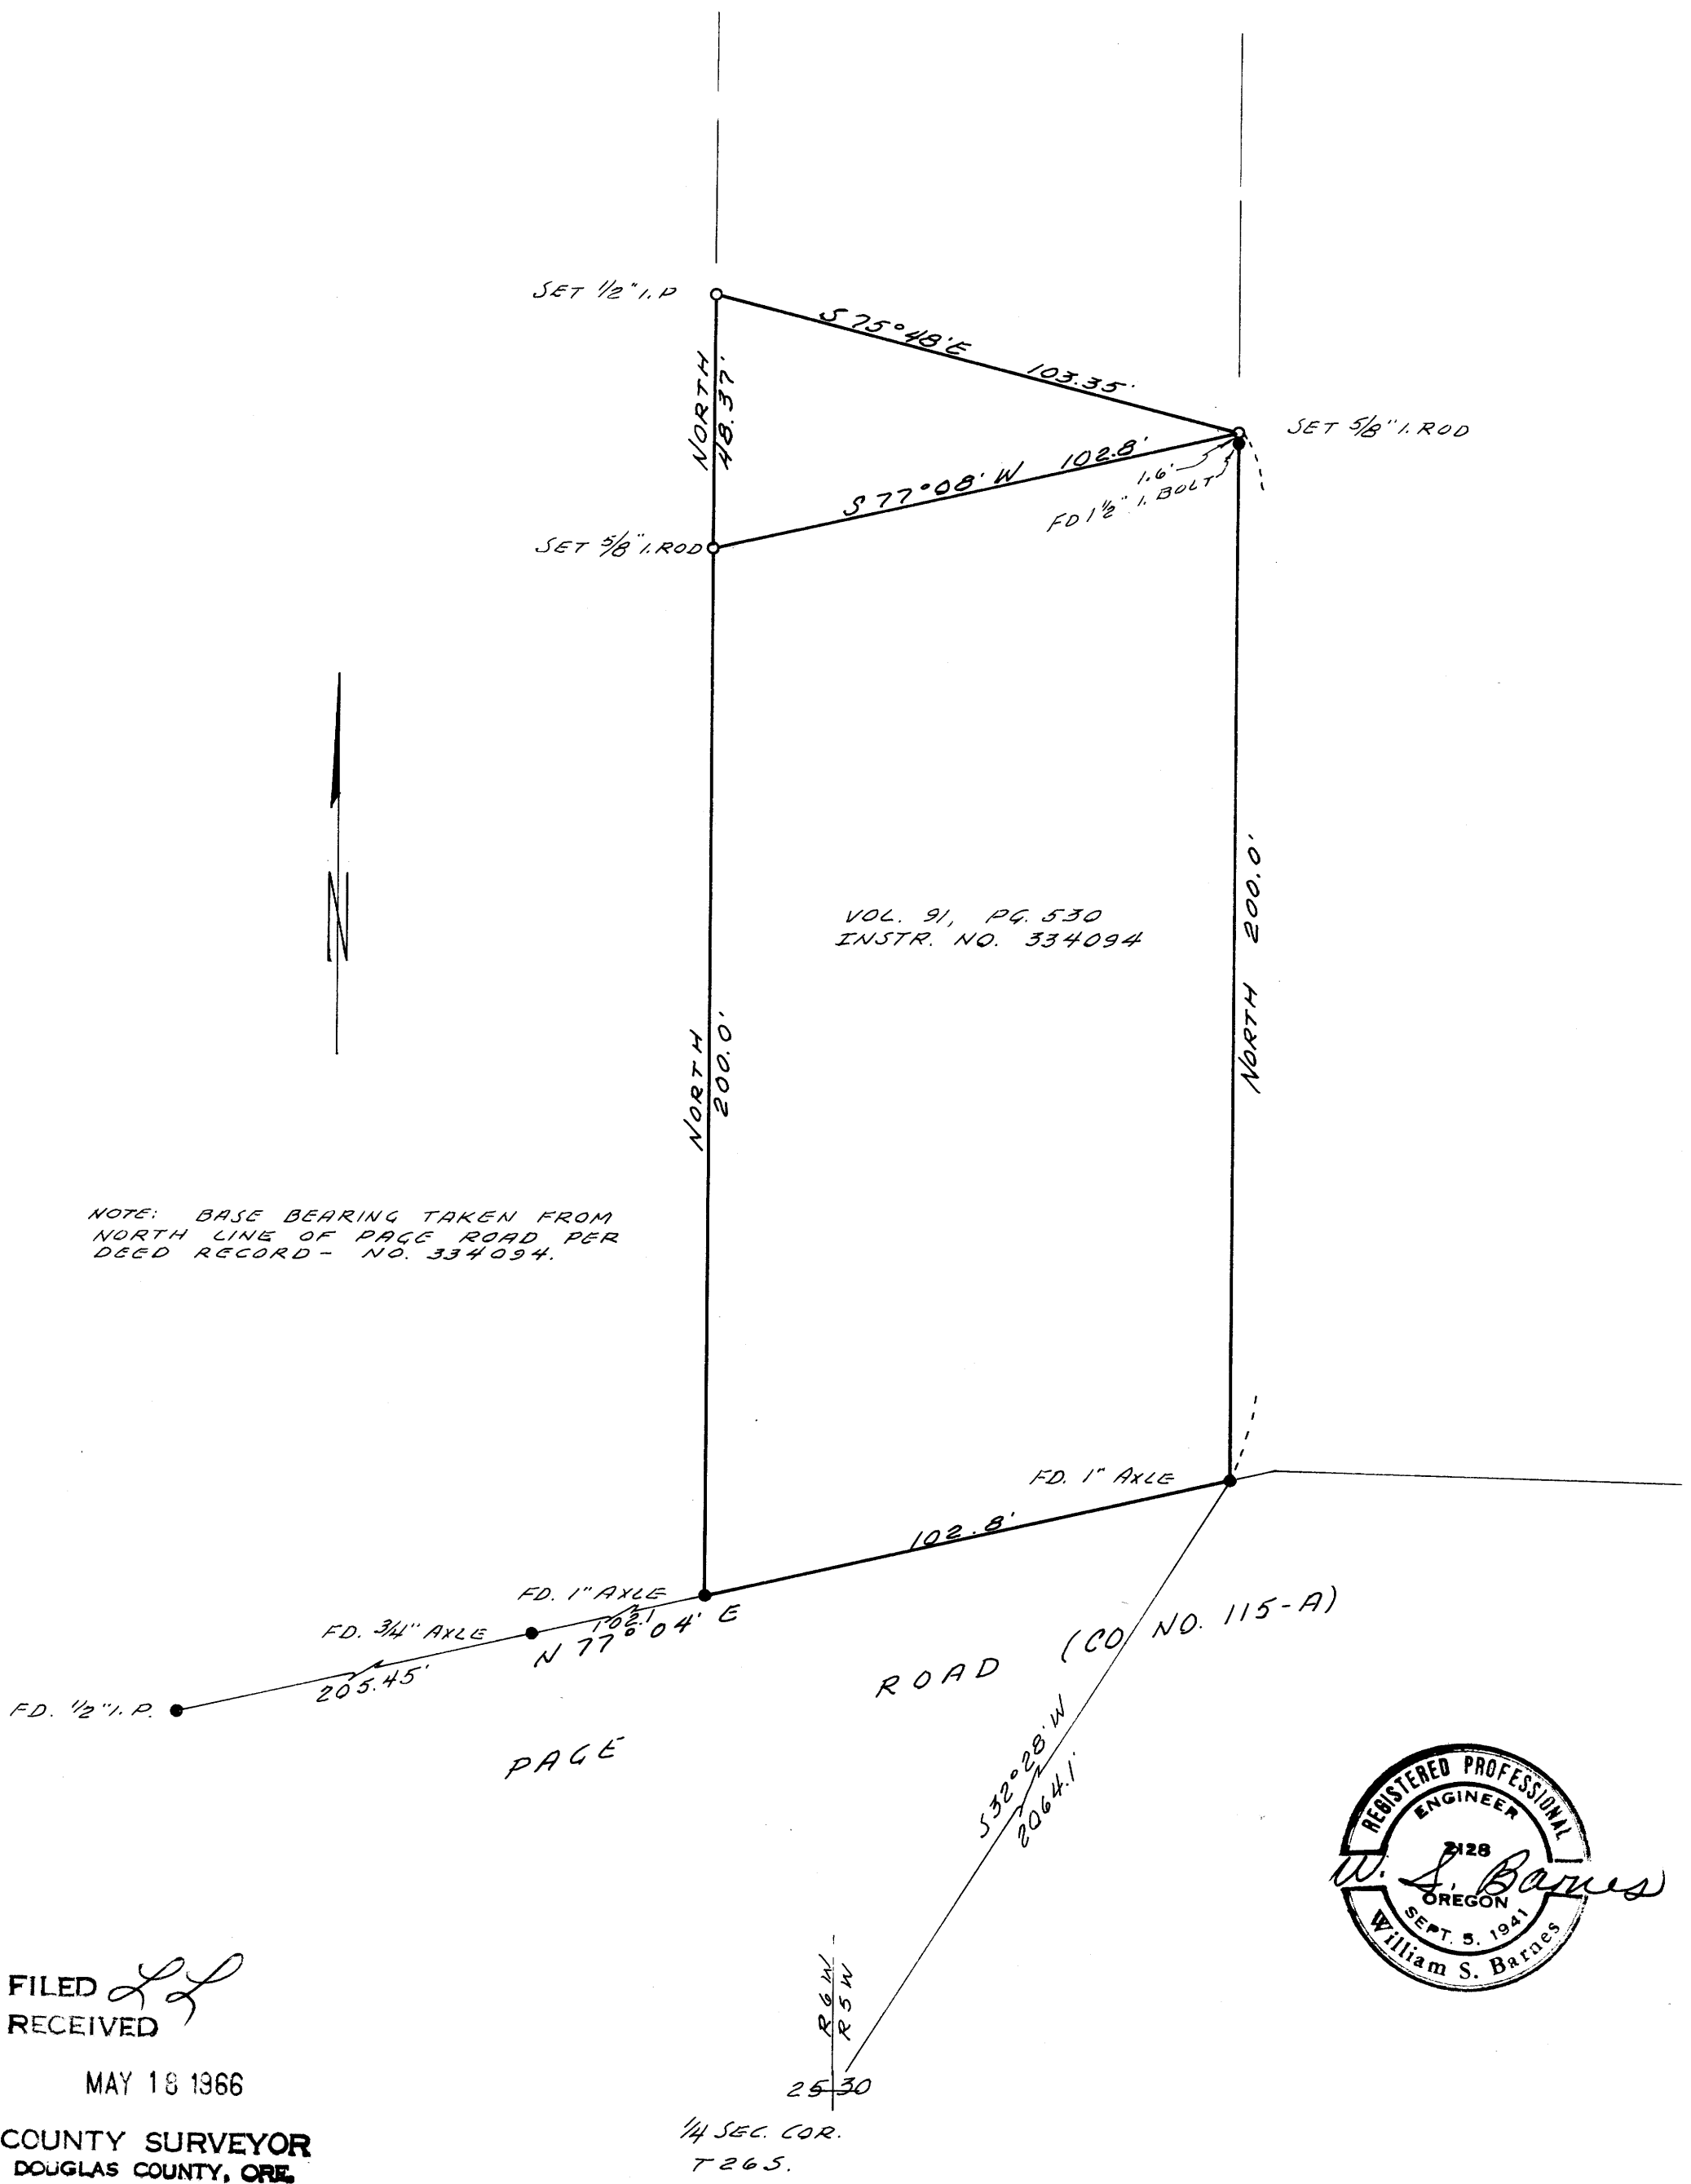 SET 1/2" I.P
S 75°48' E
103.35'
NORTH
48.37'
SET 5/8" I. ROD
S 77°08' W
102.8'
1.6'
FD 1 1/2" I. BOLT
SET 5/8" I. ROD
N
VOL. 91, PG. 530
INSTR. NO. 334094
NORTH 200.0'
NORTH
200.0'
NOTE: BASE BEARING TAKEN FROM
NORTH LINE OF PAGE ROAD PER
DEED RECORD - NO. 334094.
FD. 1" AXLE
102.8'
FD. 1" AXLE
102.1
N 77°04' E
FD. 3/4" AXLE
205.45'
FD. 1/2" I. P.
PAGE
ROAD (CO NO. 115-A)
S 32°28' W
2064.1'
REGISTERED PROFESSIONAL
ENGINEER
2128
W. S. Barnes
OREGON
SEPT. 5. 1941
William S. Barnes
FILED LL
RECEIVED
MAY 18 1966
COUNTY SURVEYOR
DOUGLAS COUNTY, ORE.
R 6 W
R 5 W
25 30
1/4 SEC. COR.
T 26 S.